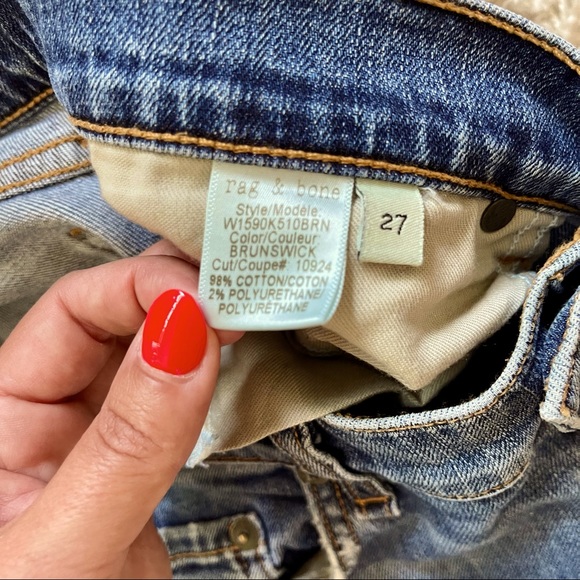 rag & bone
Style/Modèle:
W1590K510BRN
Color/Couleur:
BRUNSWICK
Cut/Coupe# 10924
98% COTTON/COTON
2% POLYURETHANE/
POLYURÉTHANE
27